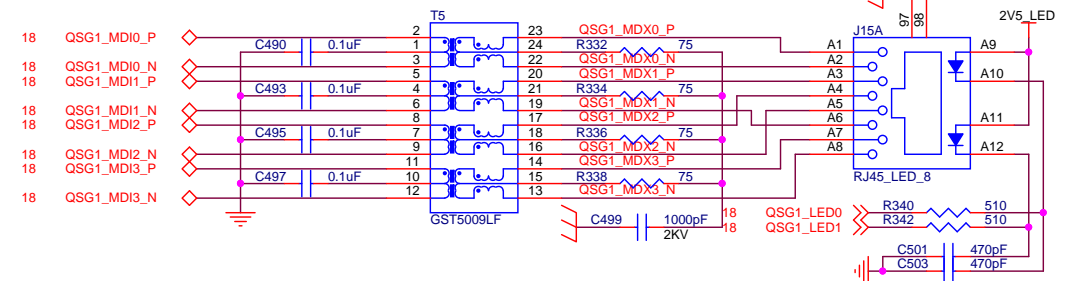 T5
97
98
2V5_LED
18 QSG1_MDI0_P 2 23 QSG1_MDX0_P J15A
C490 0.1uF 1 24 R332 75 A1 A9
18 QSG1_MDI0_N 3 22 QSG1_MDX0_N A2
18 QSG1_MDI1_P 5 20 QSG1_MDX1_P A3 A10
C493 0.1uF 4 21 R334 75 A4
18 QSG1_MDI1_N 6 19 QSG1_MDX1_N A5
18 QSG1_MDI2_P 8 17 QSG1_MDX2_P A6 A11
C495 0.1uF 7 18 R336 75 A7
18 QSG1_MDI2_N 9 16 QSG1_MDX2_N A8 A12
18 QSG1_MDI3_P 11 14 QSG1_MDX3_P
C497 0.1uF 10 15 R338 75 RJ45_LED_8
18 QSG1_MDI3_N 12 13 QSG1_MDX3_N
GST5009LF
C499 1000pF
2KV
18 QSG1_LED0 R340 510
18 QSG1_LED1 R342 510
C501 470pF
C503 470pF